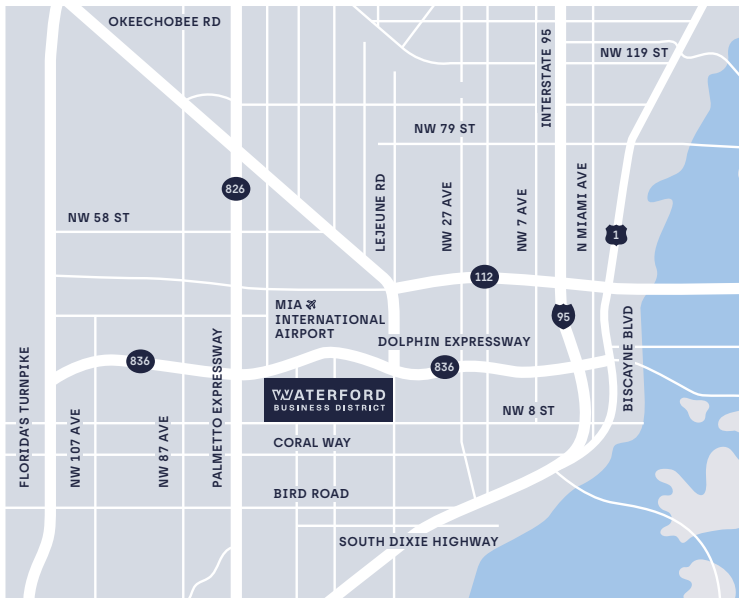 OKEECHOBEE RD
INTERSTATE 95
NW 119 ST
NW 79 ST
826
LEJEUNE RD
NW 27 AVE
NW 7 AVE
N MIAMI AVE
NW 58 ST
1
112
MIA
INTERNATIONAL
AIRPORT
95
DOLPHIN EXPRESSWAY
BISCAYNE BLVD
836
836
FLORIDA'S TURNPIKE
NW 107 AVE
NW 87 AVE
PALMETTO EXPRESSWAY
WATERFORD
BUSINESS DISTRICT
NW 8 ST
CORAL WAY
BIRD ROAD
SOUTH DIXIE HIGHWAY